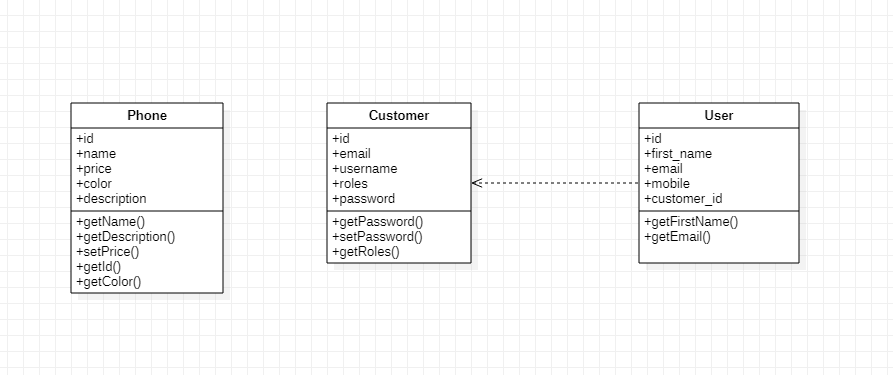 Phone
+id
+name
+price
+color
+description
+getName()
+getDescription()
+setPrice()
+getId()
+getColor()
Customer
+id
+email
+username
+roles
+password
+getPassword()
+setPassword()
+getRoles()
User
+id
+first_name
+email
+mobile
+customer_id
+getFirstName()
+getEmail()